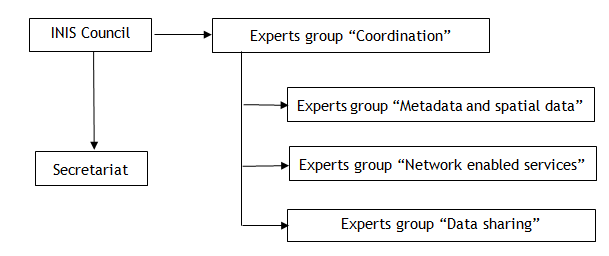 INIS Council
Experts group “Coordination”
Experts group “Metadata and spatial data”
Experts group “Network enabled services”
Secretariat
Experts group “Data sharing”